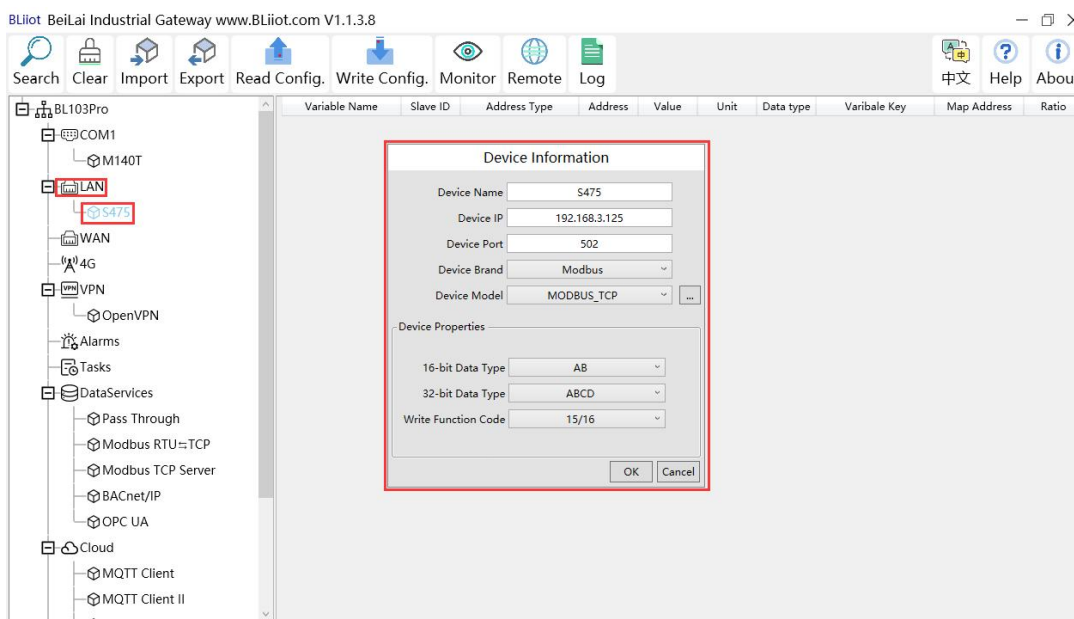 BLiiot BeiLai Industrial Gateway www.BLiiot.com V1.1.3.8
Search Clear Import Export Read Config. Write Config. Monitor Remote Log 中文 Help Abou
BL103Pro
COM1
M140T
LAN
S475
WAN
4G
VPN
OpenVPN
Alarms
Tasks
DataServices
Pass Through
Modbus RTU⇆TCP
Modbus TCP Server
BACnet/IP
OPC UA
Cloud
MQTT Client
MQTT Client II
Variable Name Slave ID Address Type Address Value Unit Data type Varibale Key Map Address Ratio
Device Information
Device Name S475
Device IP 192.168.3.125
Device Port 502
Device Brand Modbus
Device Model MODBUS_TCP ...
Device Properties
16-bit Data Type AB
32-bit Data Type ABCD
Write Function Code 15/16
OK Cancel